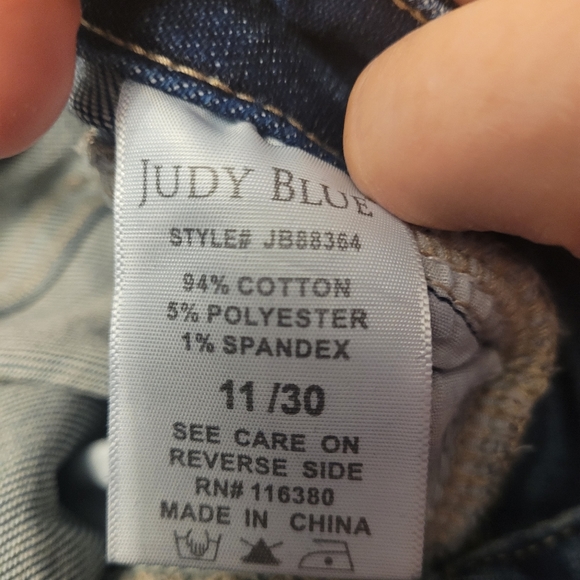 JUDY BLUE
STYLE# JB88364
94% COTTON
5% POLYESTER
1% SPANDEX
11/30
SEE CARE ON
REVERSE SIDE
RN# 116380
MADE IN CHINA